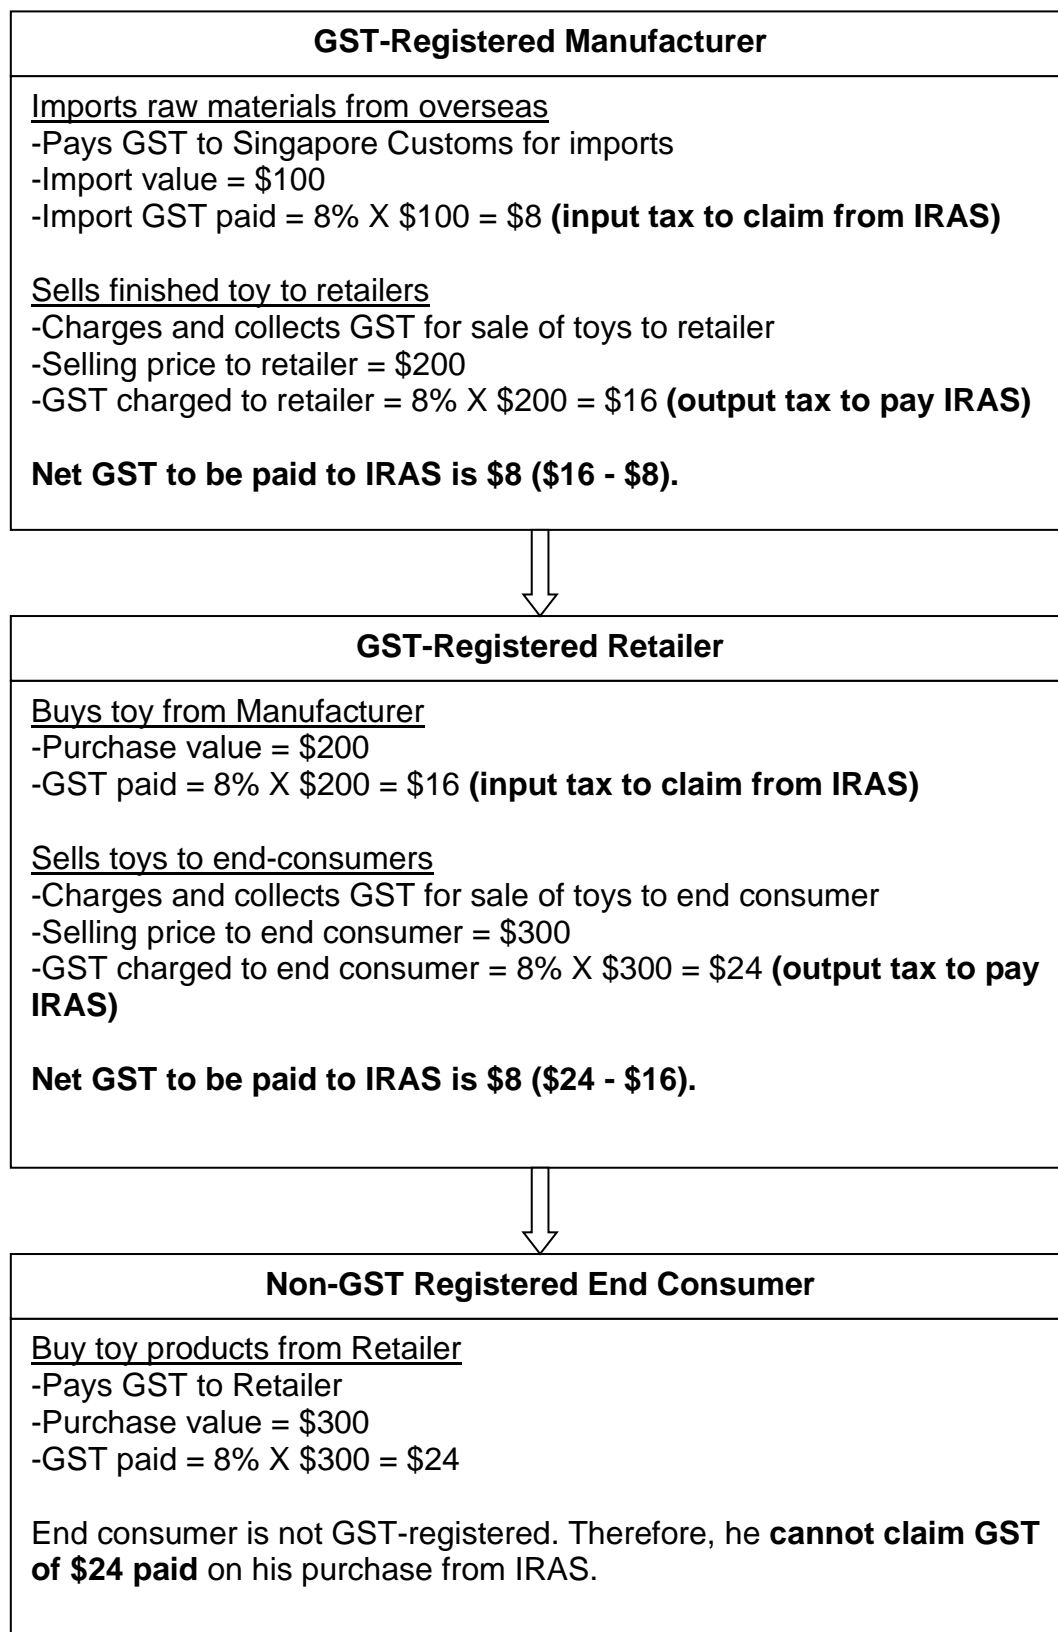 GST-Registered Manufacturer
Imports raw materials from overseas
-Pays GST to Singapore Customs for imports
-Import value = $100
-Import GST paid = 8% X $100 = $8 (input tax to claim from IRAS)
Sells finished toy to retailers
-Charges and collects GST for sale of toys to retailer
-Selling price to retailer = $200
-GST charged to retailer = 8% X $200 = $16 (output tax to pay IRAS)
Net GST to be paid to IRAS is $8 ($16 - $8).
GST-Registered Retailer
Buys toy from Manufacturer
-Purchase value = $200
-GST paid = 8% X $200 = $16 (input tax to claim from IRAS)
Sells toys to end-consumers
-Charges and collects GST for sale of toys to end consumer
-Selling price to end consumer = $300
-GST charged to end consumer = 8% X $300 = $24 (output tax to pay
IRAS)
Net GST to be paid to IRAS is $8 ($24 - $16).
Non-GST Registered End Consumer
Buy toy products from Retailer
-Pays GST to Retailer
-Purchase value = $300
-GST paid = 8% X $300 = $24
End consumer is not GST-registered. Therefore, he cannot claim GST
of $24 paid on his purchase from IRAS.